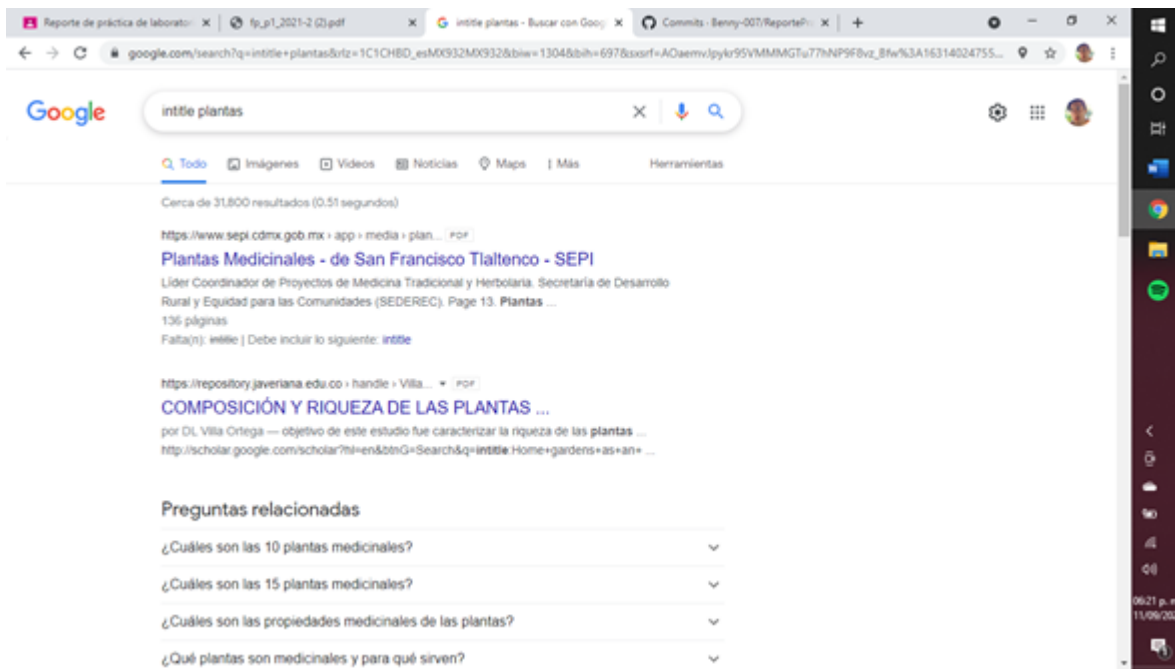 Reporte de práctica de laborator
fp_p1_2021-2 (2).pdf
intitle plantas - Buscar con Goog
Commits · Benny-007/ReportePr
google.com/search?q=intitle+plantas&rlz=1C1CHBD_esMX932MX932&biw=1304&bih=697&sxsrf=
Google
intitle plantas
Todo
Imágenes
Videos
Noticias
Maps
Más
Herramientas
Cerca de 31,800 resultados (0.51 segundos)
https://www.sepi.cdmx.gob.mx › app › media › plan... PDF
Plantas Medicinales - de San Francisco Tlaltenco - SEPI
Líder Coordinador de Proyectos de Medicina Tradicional y Herbolaria. Secretaría de Desarrollo
Rural y Equidad para las Comunidades (SEDEREC). Page 13. Plantas ...
136 páginas
Falta(n): intitle | Debe incluir lo siguiente: intitle
https://repository.javeriana.edu.co › handle › Villa... PDF
COMPOSICIÓN Y RIQUEZA DE LAS PLANTAS ...
por DL Villa Ortega — objetivo de este estudio fue caracterizar la riqueza de las plantas ...
http://scholar.google.com/scholar?hl=en&btnG=Search&q=intitle:Home+gardens+as+an+ ...
Preguntas relacionadas
¿Cuáles son las 10 plantas medicinales?
¿Cuáles son las 15 plantas medicinales?
¿Cuáles son las propiedades medicinales de las plantas?
¿Qué plantas son medicinales y para qué sirven?
06:21 p. m
11/09/202